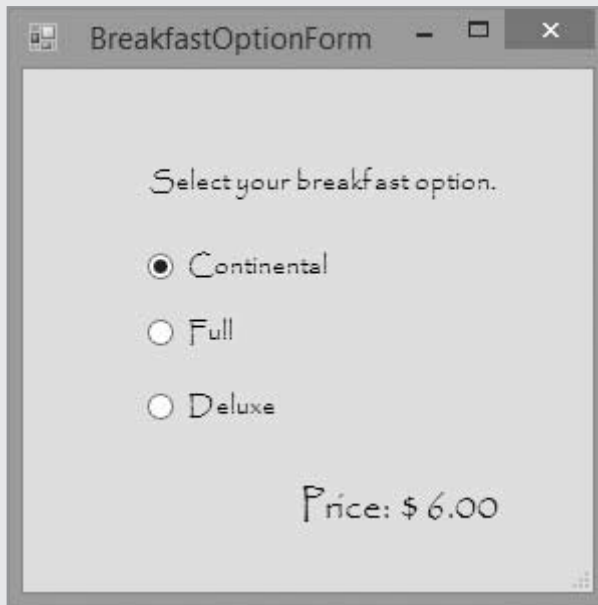 BreakfastOptionForm
Select your breakfast option.
Continental
Full
Deluxe
Price: $ 6.00